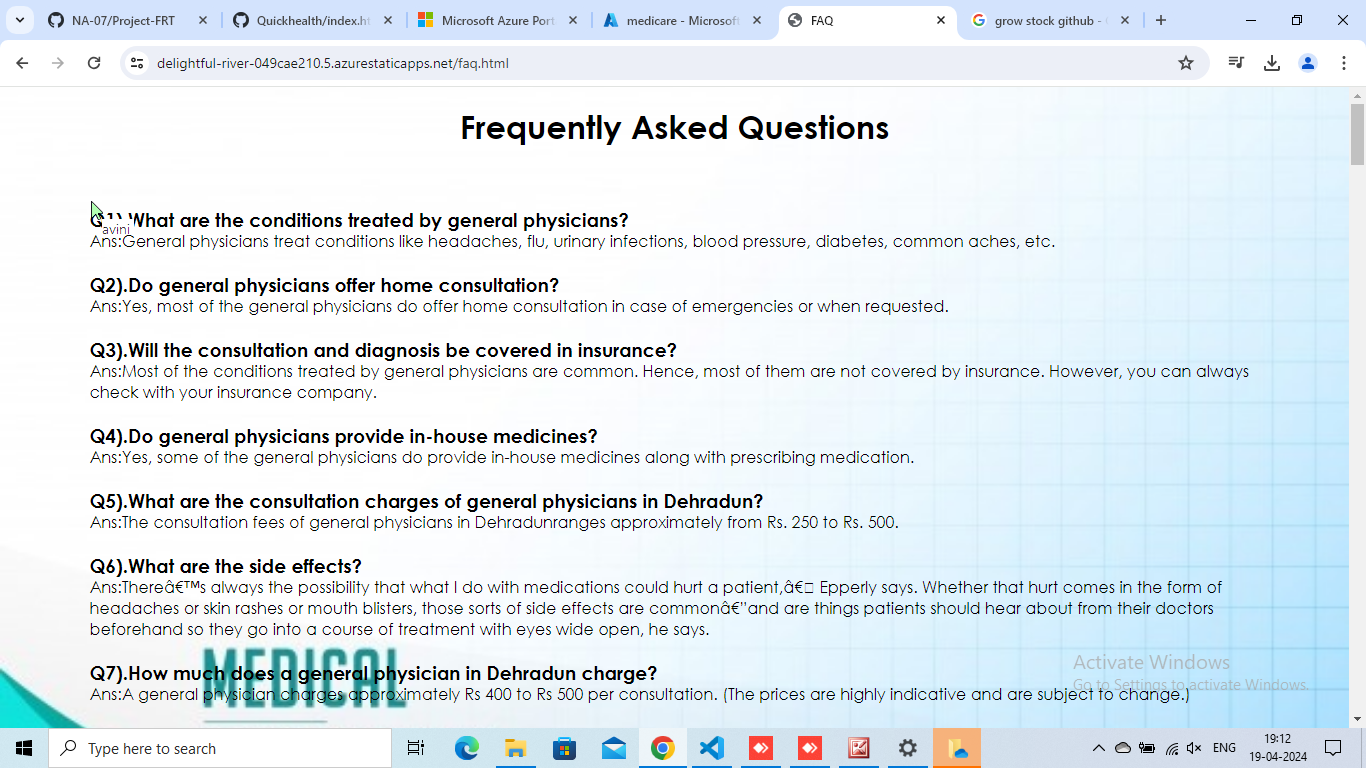 NA-07/Project-FRT
Quickhealth/index.ht
Microsoft Azure Port
medicare - Microsoft
FAQ
grow stock github -
delightful-river-049cae210.5.azurestaticapps.net/faq.html
Frequently Asked Questions
What are the conditions treated by general physicians?
avini
Ans:General physicians treat conditions like headaches, flu, urinary infections, blood pressure, diabetes, common aches, etc.
Q2).Do general physicians offer home consultation?
Ans:Yes, most of the general physicians do offer home consultation in case of emergencies or when requested.
Q3).Will the consultation and diagnosis be covered in insurance?
Ans:Most of the conditions treated by general physicians are common. Hence, most of them are not covered by insurance. However, you can always
check with your insurance company.
Q4).Do general physicians provide in-house medicines?
Ans:Yes, some of the general physicians do provide in-house medicines along with prescribing medication.
Q5).What are the consultation charges of general physicians in Dehradun?
Ans:The consultation fees of general physicians in Dehradunranges approximately from Rs. 250 to Rs. 500.
Q6).What are the side effects?
Ans:Thereâ€™s always the possibility that what I do with medications could hurt a patient,â€ Epperly says. Whether that hurt comes in the form of
headaches or skin rashes or mouth blisters, those sorts of side effects are commonâ€"and are things patients should hear about from their doctors
beforehand so they go into a course of treatment with eyes wide open, he says.
MEDICAL
Q7).How much does a general physician in Dehradun charge?
Ans:A general physician charges approximately Rs 400 to Rs 500 per consultation. (The prices are highly indicative and are subject to change.)
Activate Windows
Go to Settings to activate Windows.
Type here to search
ENG
19:12
19-04-2024